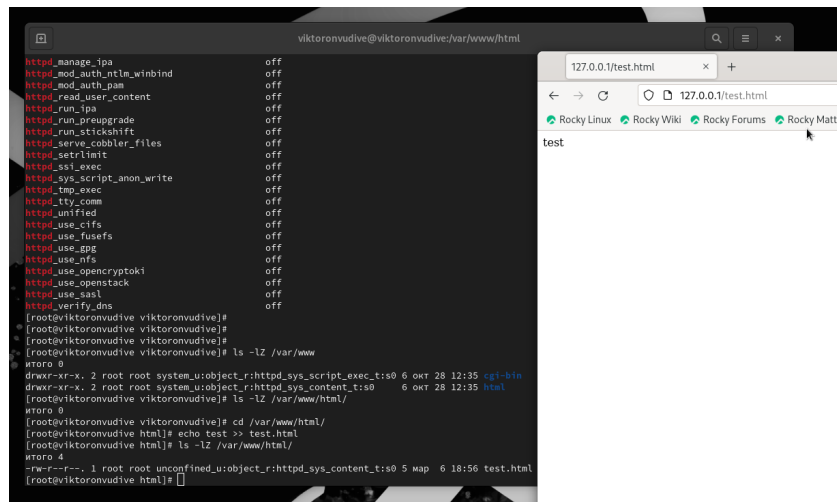 viktoronvudive@viktoronvudive:/var/www/html
httpd_manage_ipa off
httpd_mod_auth_ntlm_winbind off
httpd_mod_auth_pam off
httpd_read_user_content off
httpd_run_ipa off
httpd_run_preupgrade off
httpd_run_stickshift off
httpd_serve_cobbler_files off
httpd_setrlimit off
httpd_ssi_exec off
httpd_sys_script_anon_write off
httpd_tmp_exec off
httpd_tty_comm off
httpd_unified off
httpd_use_cifs off
httpd_use_fusefs off
httpd_use_gpg off
httpd_use_nfs off
httpd_use_opencryptoki off
httpd_use_openstack off
httpd_use_sasl off
httpd_verify_dns off
[root@viktoronvudive viktoronvudive]#
[root@viktoronvudive viktoronvudive]#
[root@viktoronvudive viktoronvudive]#
[root@viktoronvudive viktoronvudive]# ls -lZ /var/www
итого 0
drwxr-xr-x. 2 root root system_u:object_r:httpd_sys_script_exec_t:s0 6 окт 28 12:35 cgi-bin
drwxr-xr-x. 2 root root system_u:object_r:httpd_sys_content_t:s0 6 окт 28 12:35 html
[root@viktoronvudive viktoronvudive]# ls -lZ /var/www/html/
итого 0
[root@viktoronvudive viktoronvudive]# cd /var/www/html/
[root@viktoronvudive html]# echo test >> test.html
[root@viktoronvudive html]# ls -lZ /var/www/html/
итого 4
-rw-r--r--. 1 root root unconfined_u:object_r:httpd_sys_content_t:s0 5 мар 6 18:56 test.html
[root@viktoronvudive html]#
127.0.0.1/test.html
127.0.0.1/test.html
Rocky Linux Rocky Wiki Rocky Forums Rocky Matt
test